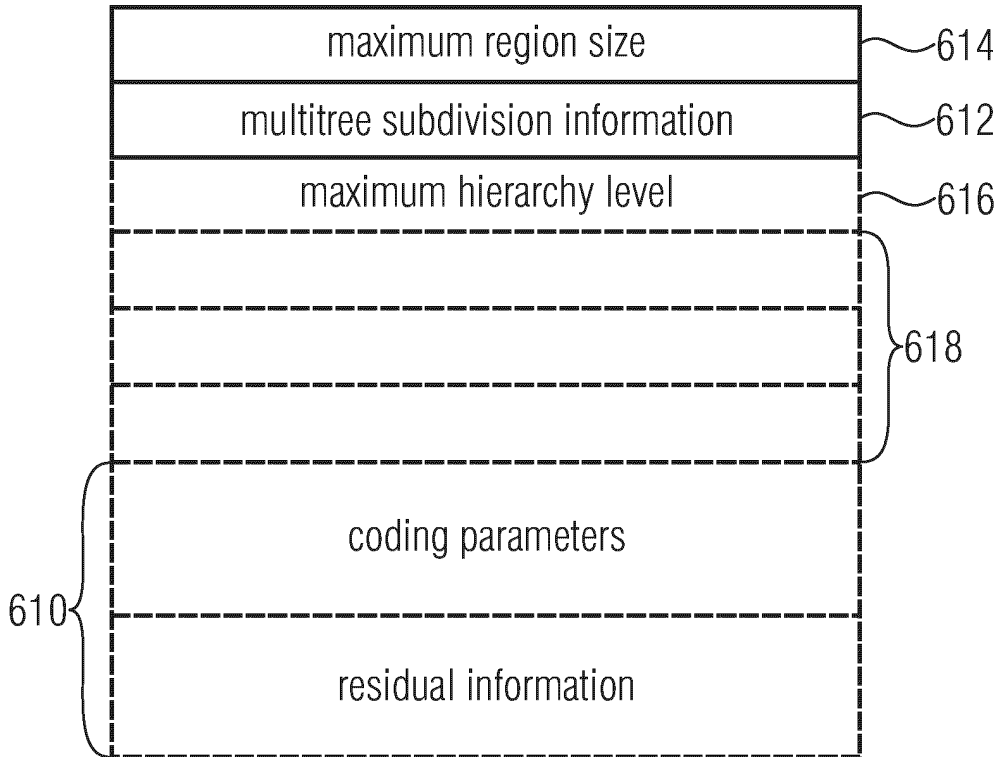 maximum region size 614
multitree subdivision information 612
maximum hierarchy level 616
618
coding parameters
610
residual information